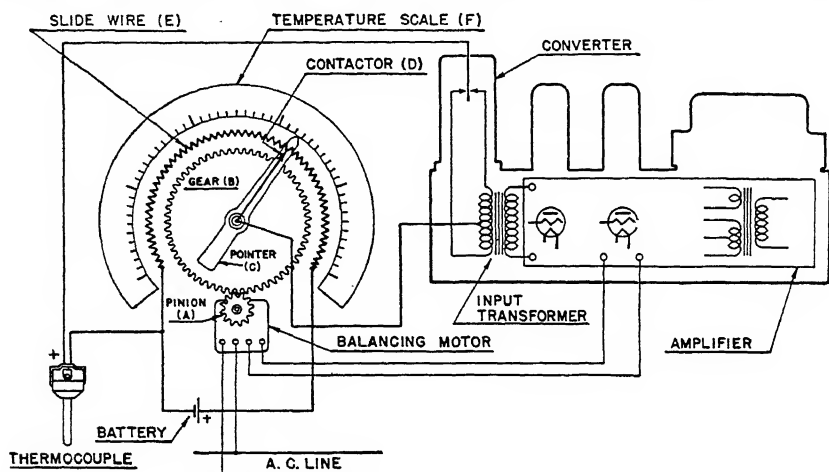 SLIDE WIRE (E)
TEMPERATURE SCALE (F)
CONVERTER
CONTACTOR (D)
GEAR (B)
POINTER
(C)
PINION
(A)
INPUT
TRANSFORMER
BALANCING MOTOR
AMPLIFIER
+
BATTERY
+
THERMOCOUPLE
A. C. LINE